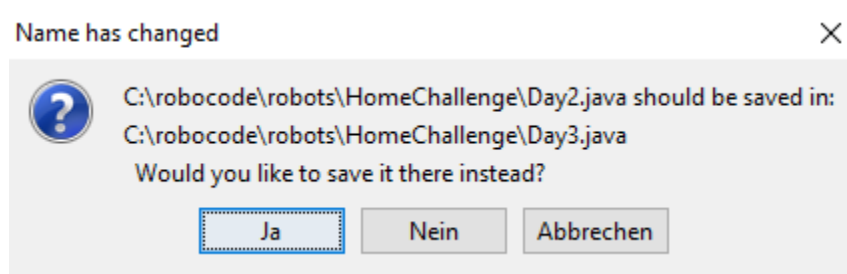 Name has changed
C:\robocode\robots\HomeChallenge\Day2.java should be saved in:
C:\robocode\robots\HomeChallenge\Day3.java
Would you like to save it there instead?
Ja Nein Abbrechen